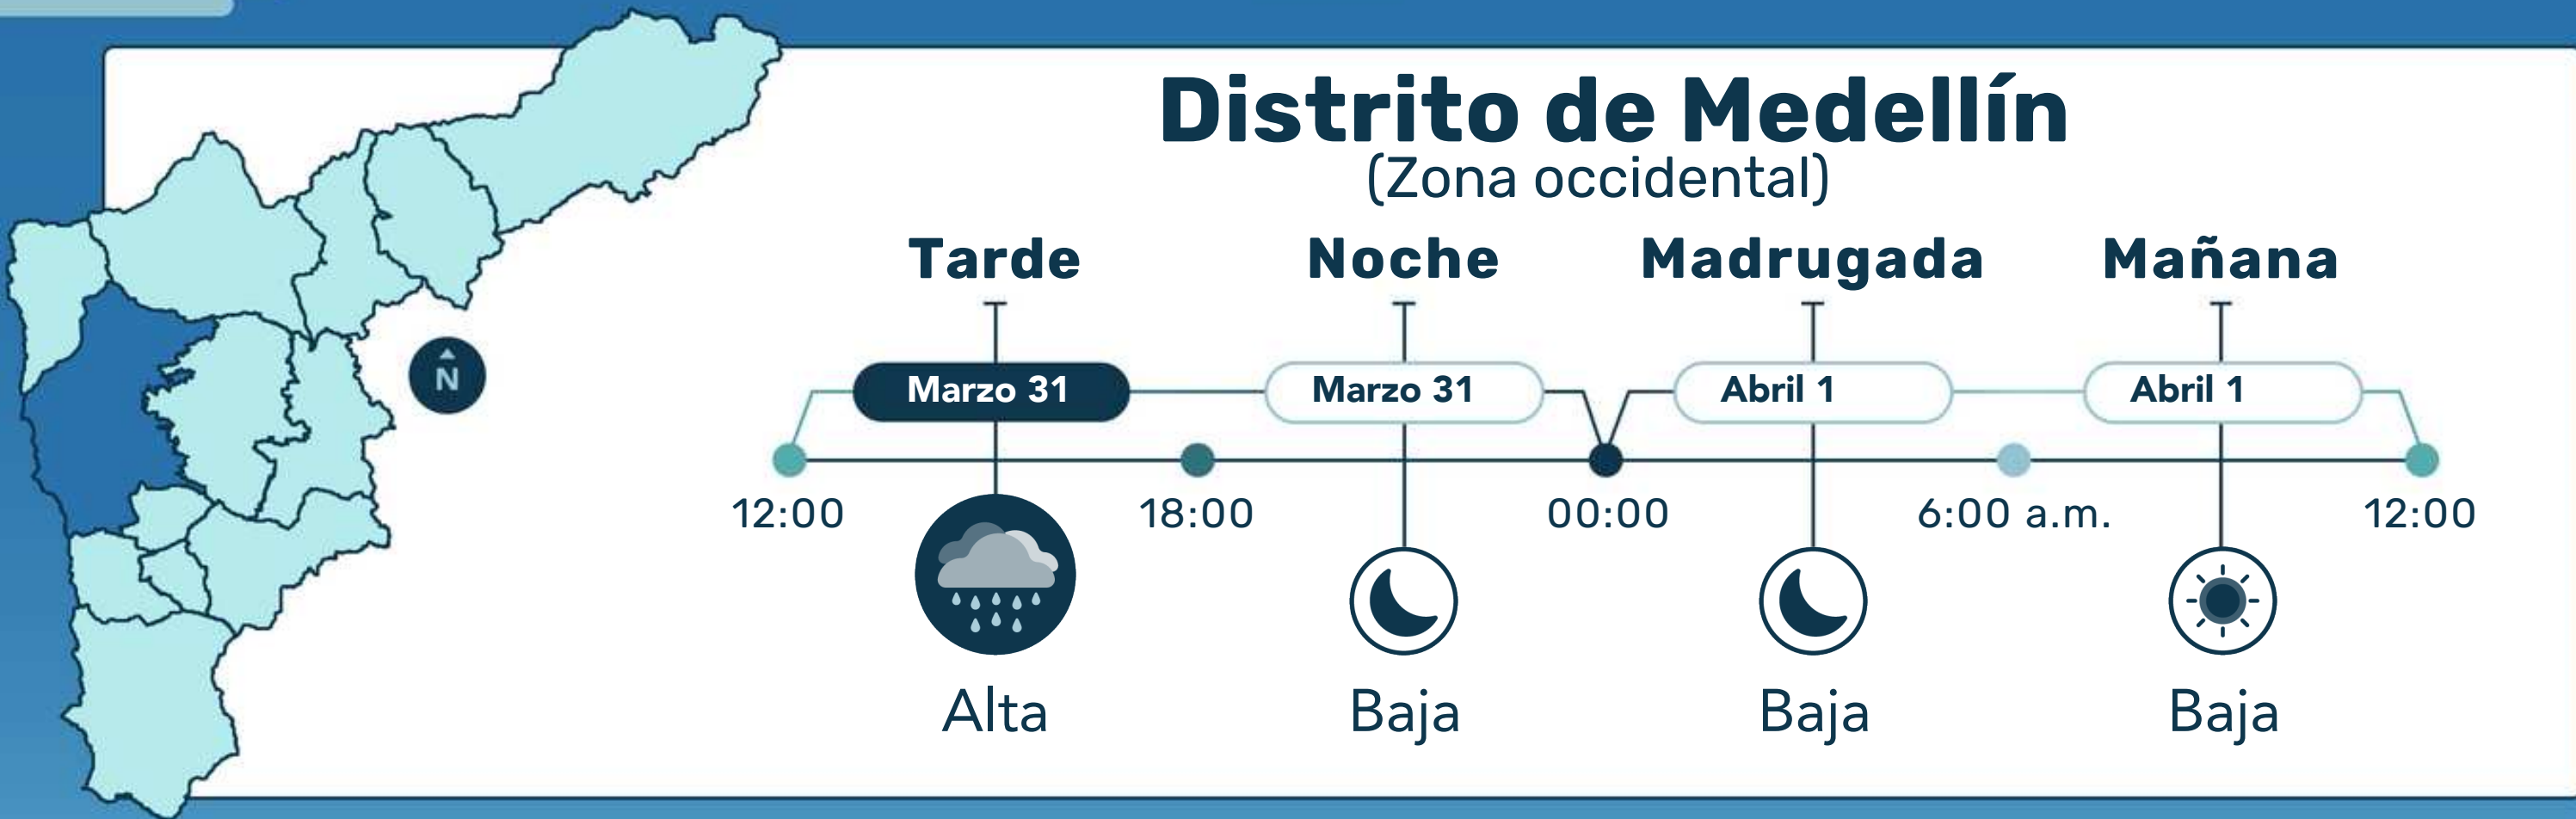 Distrito de Medellín
(Zona occidental)
Tarde Noche Madrugada Mañana
Marzo 31 Marzo 31 Abril 1 Abril 1
N
12:00 18:00 00:00 6:00 a.m. 12:00
Alta Baja Baja Baja